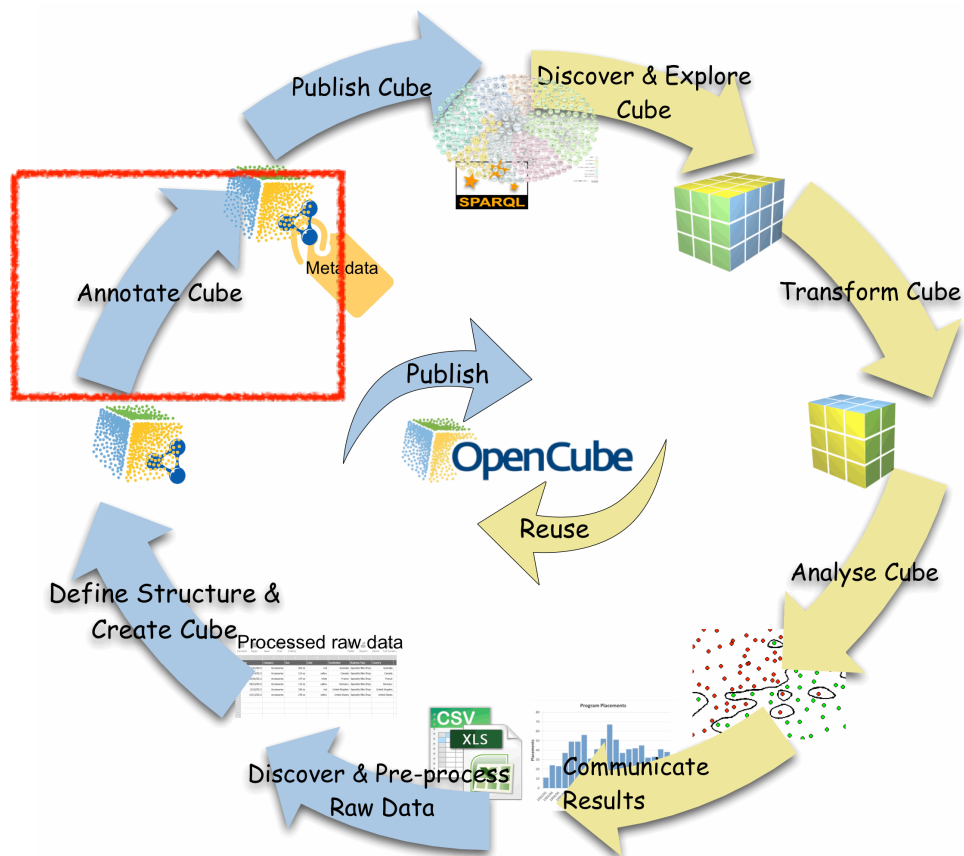 Publish Cube
Discover & Explore
Cube
SPARQL
Metadata
Annotate Cube
Transform Cube
Publish
OpenCube
Reuse
Analyse Cube
Define Structure &
Create Cube
Processed raw data
Program Placements
Placements
CSV
XLS
Communicate
Results
Discover & Pre-process
Raw Data